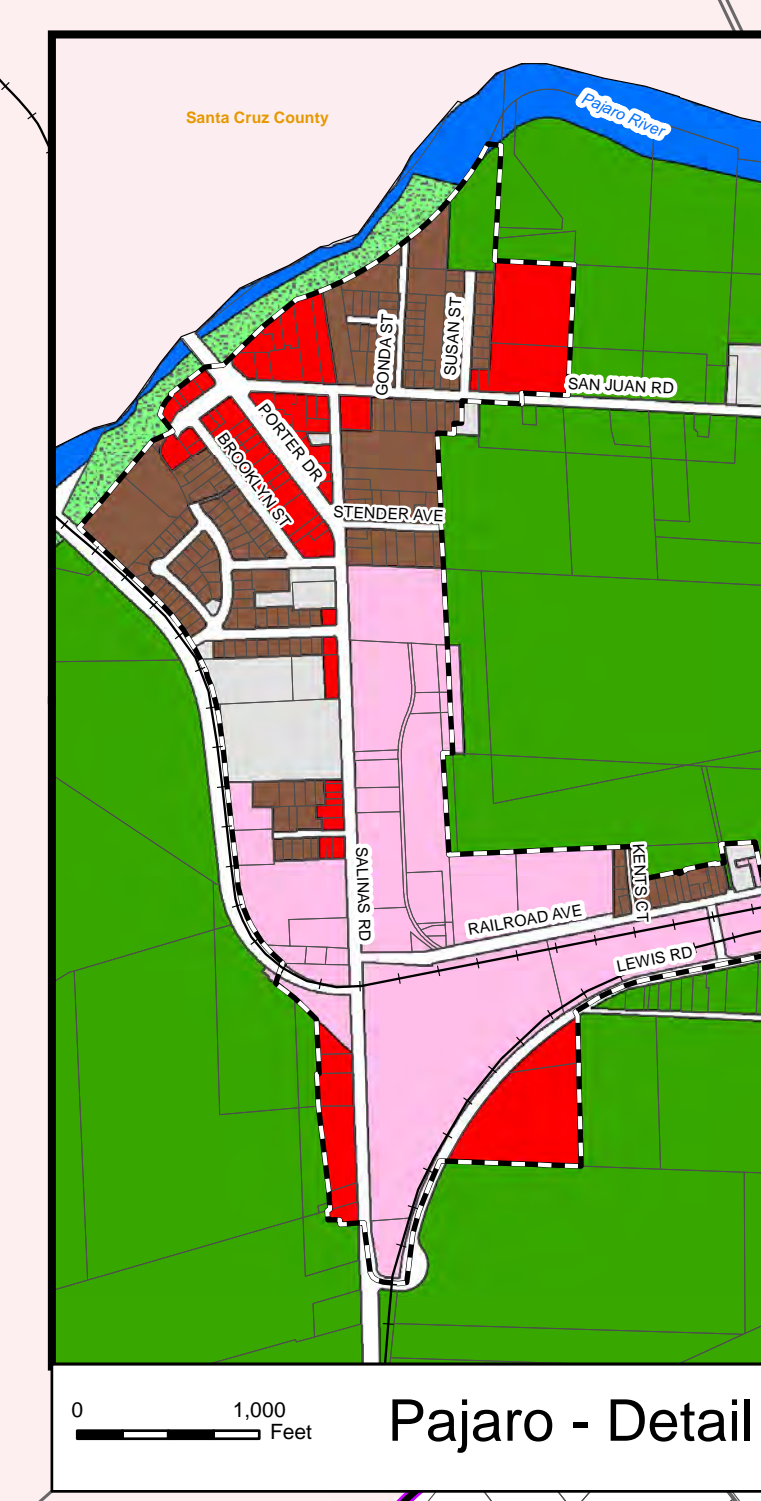 Santa Cruz County
Pajaro River
GONDA ST
SUSAN ST
SAN JUAN RD
PORTER DR
BROOKLYN ST
STENDER AVE
SALINAS RD
KENTS CT
RAILROAD AVE
LEWIS RD
0 1,000
Feet
Pajaro - Detail